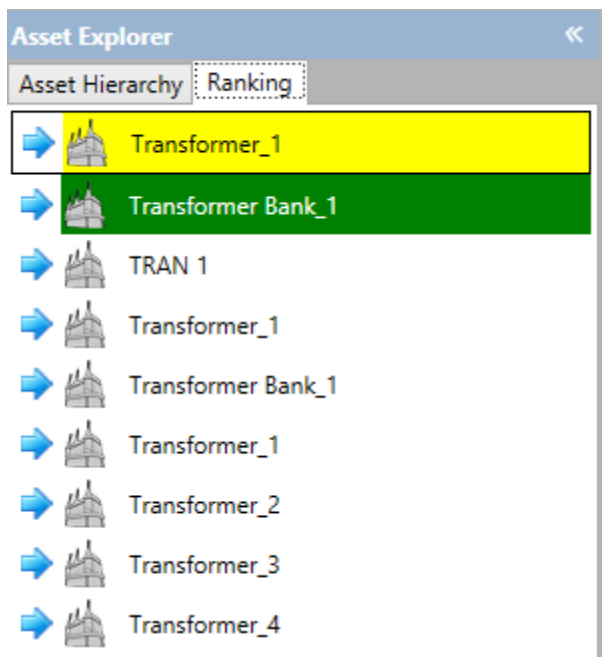 Asset Explorer «
Asset Hierarchy Ranking
Transformer_1
Transformer Bank_1
TRAN 1
Transformer_1
Transformer Bank_1
Transformer_1
Transformer_2
Transformer_3
Transformer_4